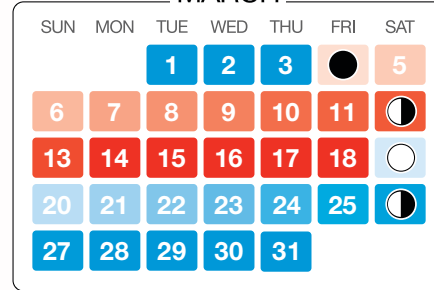 MARCH
SUN MON TUE WED THU FRI SAT
1 2 3 5
6 7 8 9 10 11
13 14 15 16 17 18
20 21 22 23 24 25
27 28 29 30 31